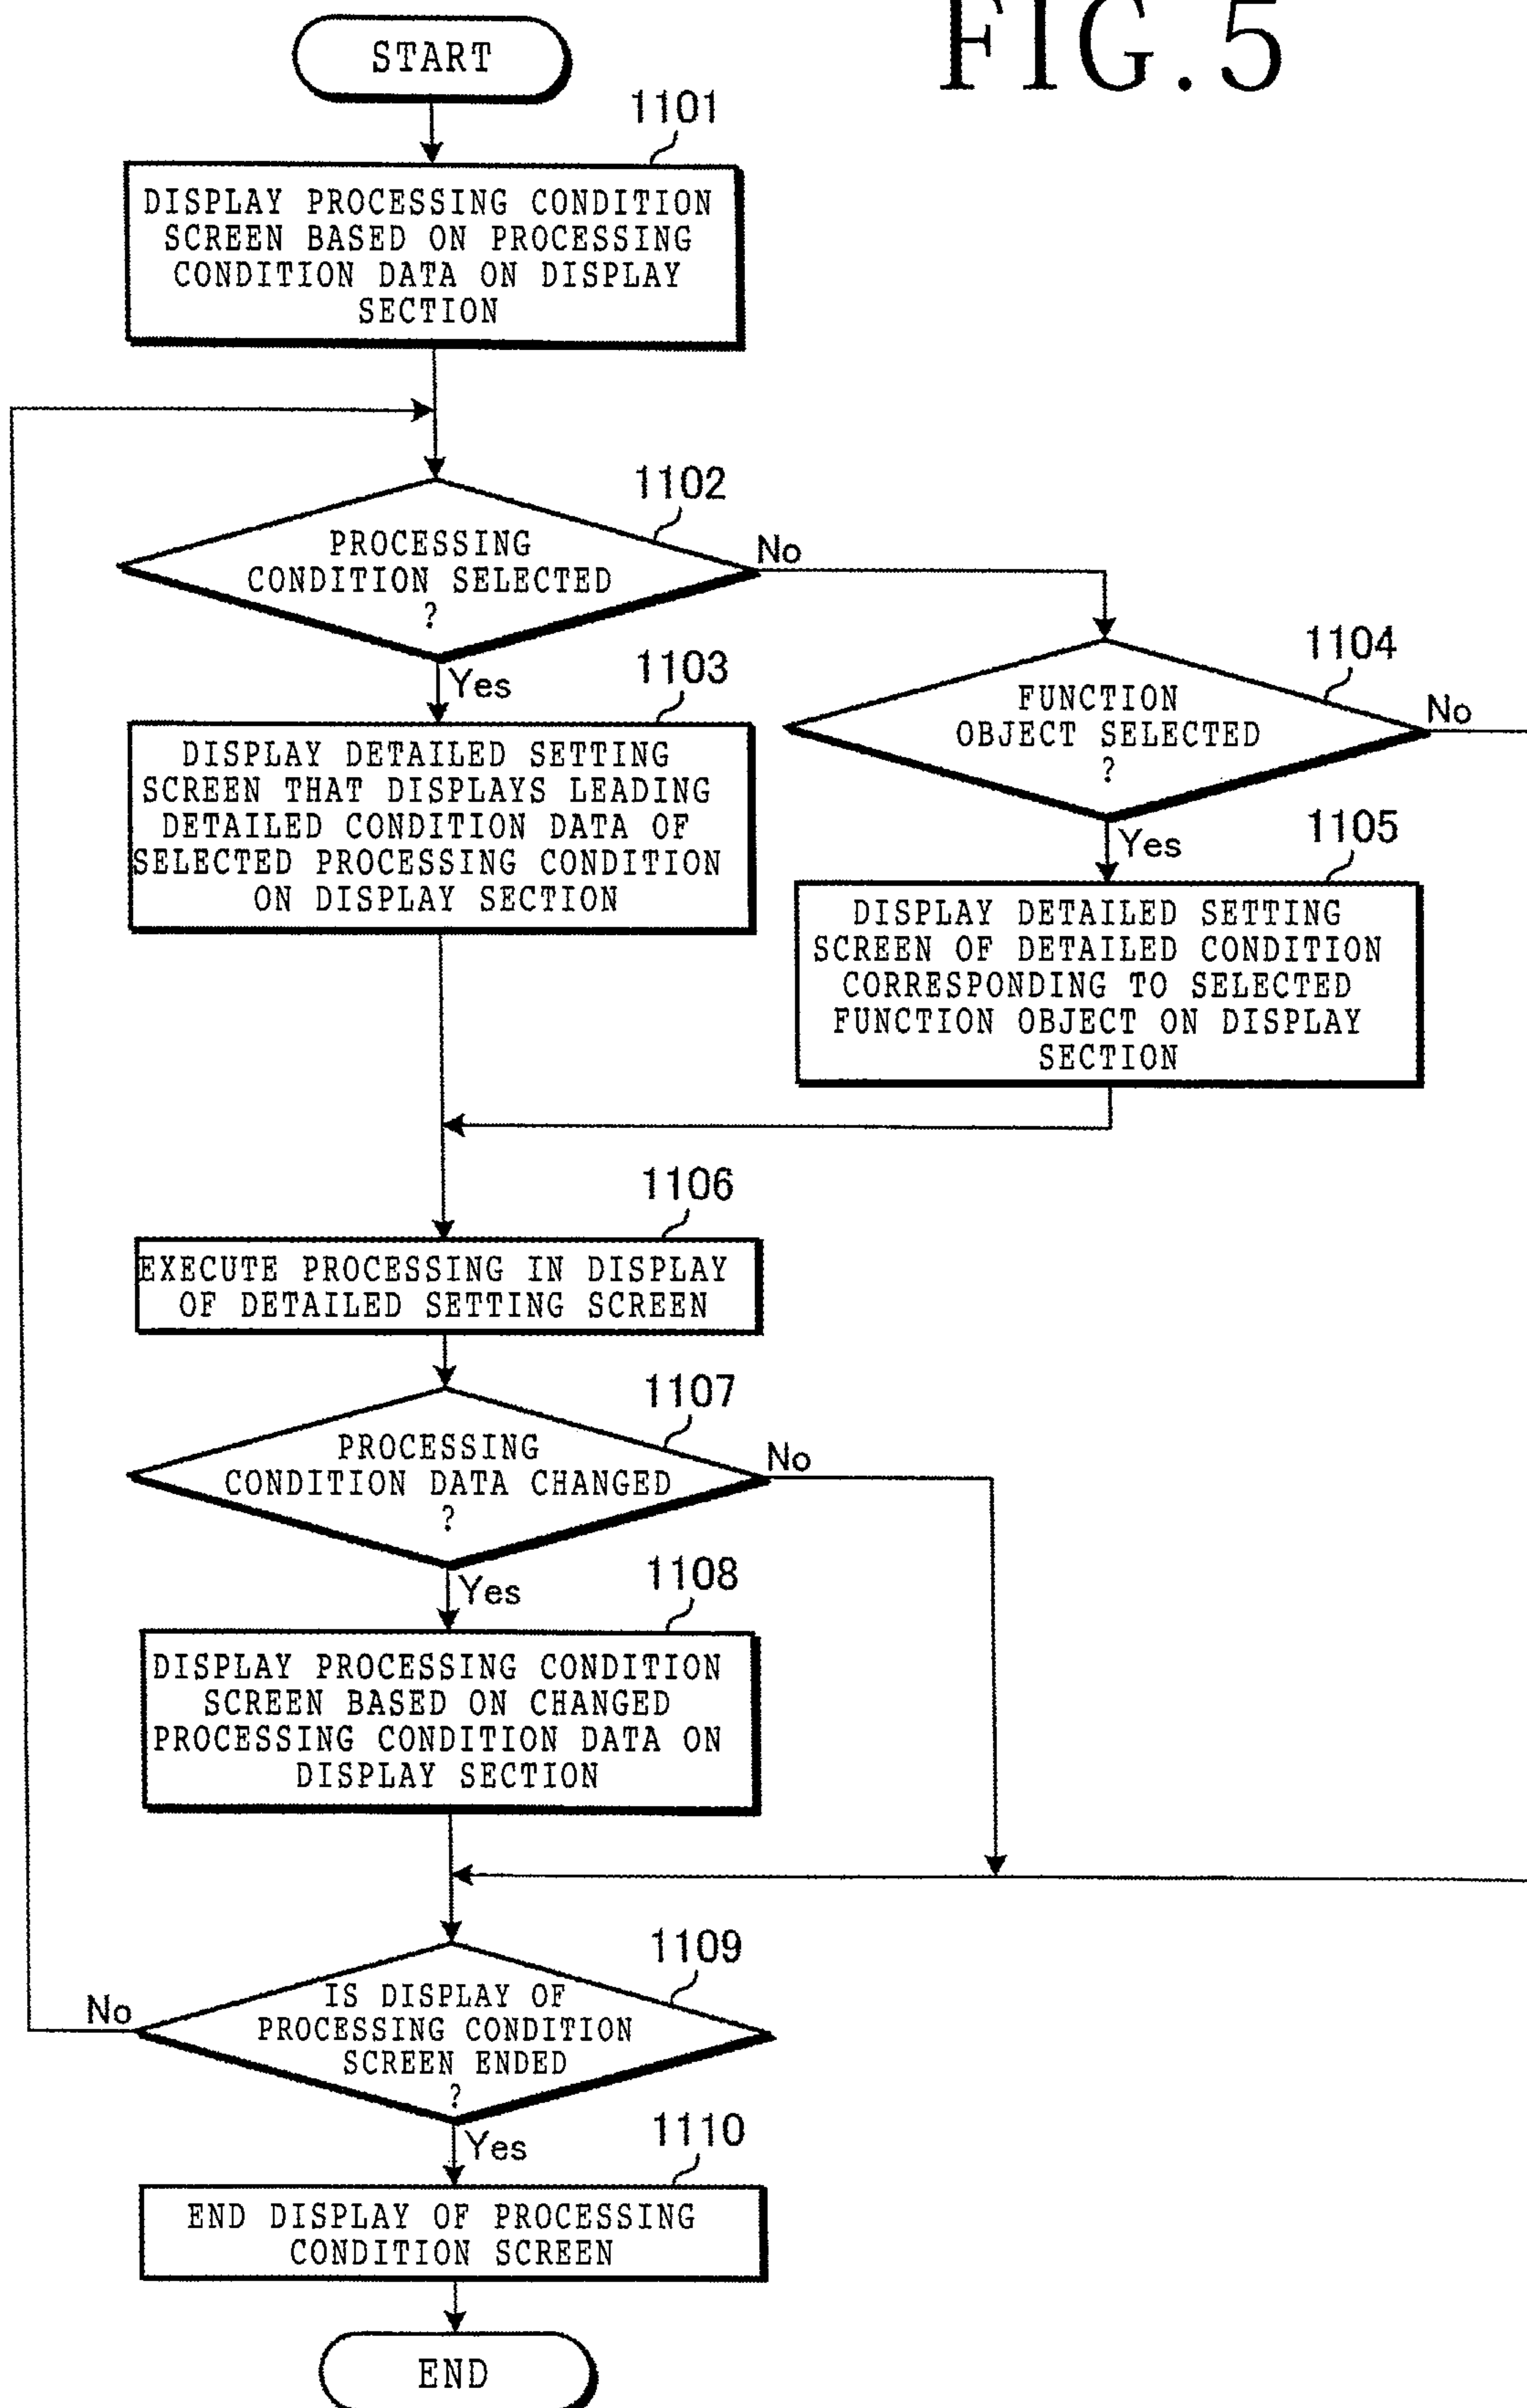 FIG.5
START
1101
DISPLAY PROCESSING CONDITION
SCREEN BASED ON PROCESSING
CONDITION DATA ON DISPLAY
SECTION
1102
PROCESSING
CONDITION SELECTED
?
No
Yes
1103
DISPLAY DETAILED SETTING
SCREEN THAT DISPLAYS LEADING
DETAILED CONDITION DATA OF
SELECTED PROCESSING CONDITION
ON DISPLAY SECTION
1104
FUNCTION
OBJECT SELECTED
?
No
Yes
1105
DISPLAY DETAILED SETTING
SCREEN OF DETAILED CONDITION
CORRESPONDING TO SELECTED
FUNCTION OBJECT ON DISPLAY
SECTION
1106
EXECUTE PROCESSING IN DISPLAY
OF DETAILED SETTING SCREEN
1107
PROCESSING
CONDITION DATA CHANGED
?
No
Yes
1108
DISPLAY PROCESSING CONDITION
SCREEN BASED ON CHANGED
PROCESSING CONDITION DATA ON
DISPLAY SECTION
1109
IS DISPLAY OF
PROCESSING CONDITION
SCREEN ENDED
?
No
Yes
1110
END DISPLAY OF PROCESSING
CONDITION SCREEN
END